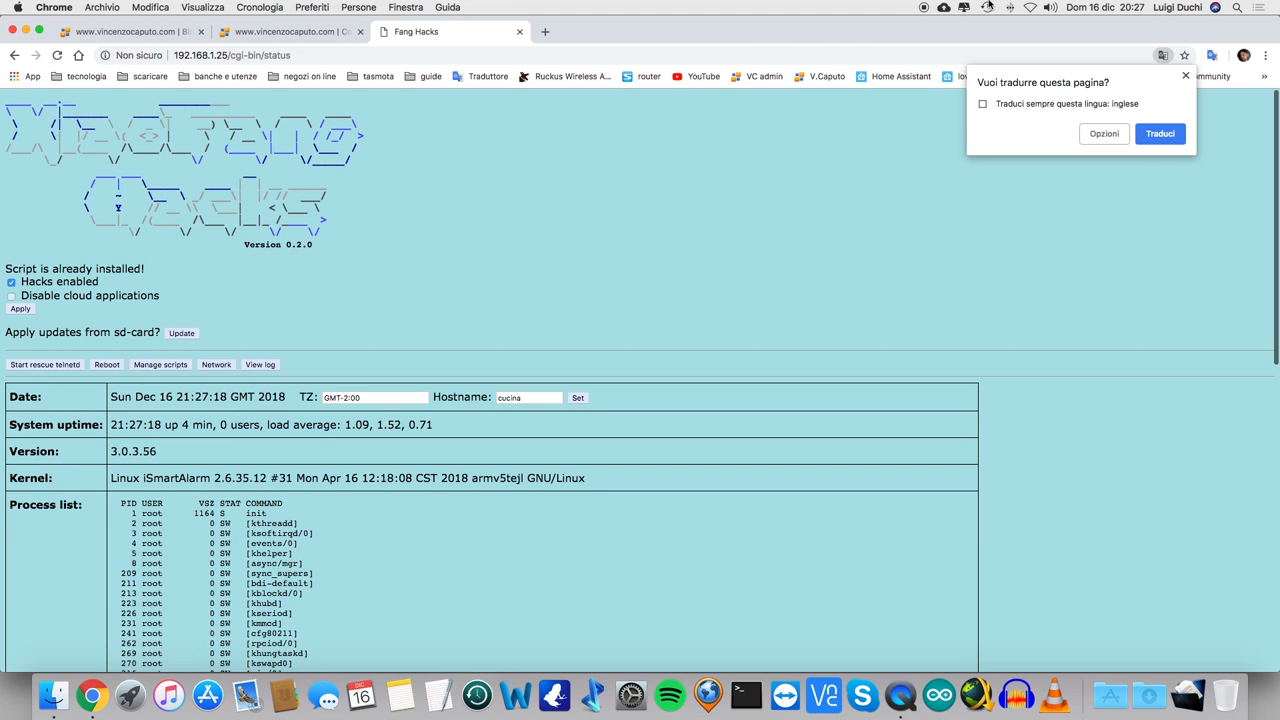 Chrome Archivio Modifica Visualizza Cronologia Preferiti Persone Finestra Guida Dom 16 dic 20:27 Luigi Duchi
www.vincenzocaputo.com | Bl × www.vincenzocaputo.com | Co × Fang Hacks × +
Non sicuro 192.168.1.25/cgi-bin/status
App tecnologia scaricare banche e utenze negozi on line tasmota guide Traduttore Ruckus Wireless A... router YouTube VC admin V.Caputo Home Assistant lov ommunity »
Vuoi tradurre questa pagina?
Traduci sempre questa lingua: inglese
Opzioni Traduci
XiaoFang
Hacks
Version 0.2.0
Script is already installed!
Hacks enabled
Disable cloud applications
Apply
Apply updates from sd-card? Update
Start rescue telnetd Reboot Manage scripts Network View log
Date: Sun Dec 16 21:27:18 GMT 2018 TZ: GMT-2:00 Hostname: cucina Set
System uptime: 21:27:18 up 4 min, 0 users, load average: 1.09, 1.52, 0.71
Version: 3.0.3.56
Kernel: Linux iSmartAlarm 2.6.35.12 #31 Mon Apr 16 12:18:08 CST 2018 armv5tejl GNU/Linux
Process list: PID USER VSZ STAT COMMAND
1 root 1164 S init
2 root 0 SW [kthreadd]
3 root 0 SW [ksoftirqd/0]
4 root 0 SW [events/0]
5 root 0 SW [khelper]
8 root 0 SW [async/mgr]
209 root 0 SW [sync_supers]
211 root 0 SW [bdi-default]
213 root 0 SW [kblockd/0]
223 root 0 SW [khubd]
226 root 0 SW [kseriod]
231 root 0 SW [kmmcd]
241 root 0 SW [cfg80211]
262 root 0 SW [rpciod/0]
269 root 0 SW [khungtaskd]
270 root 0 SW [kswapd0]
DIC
16